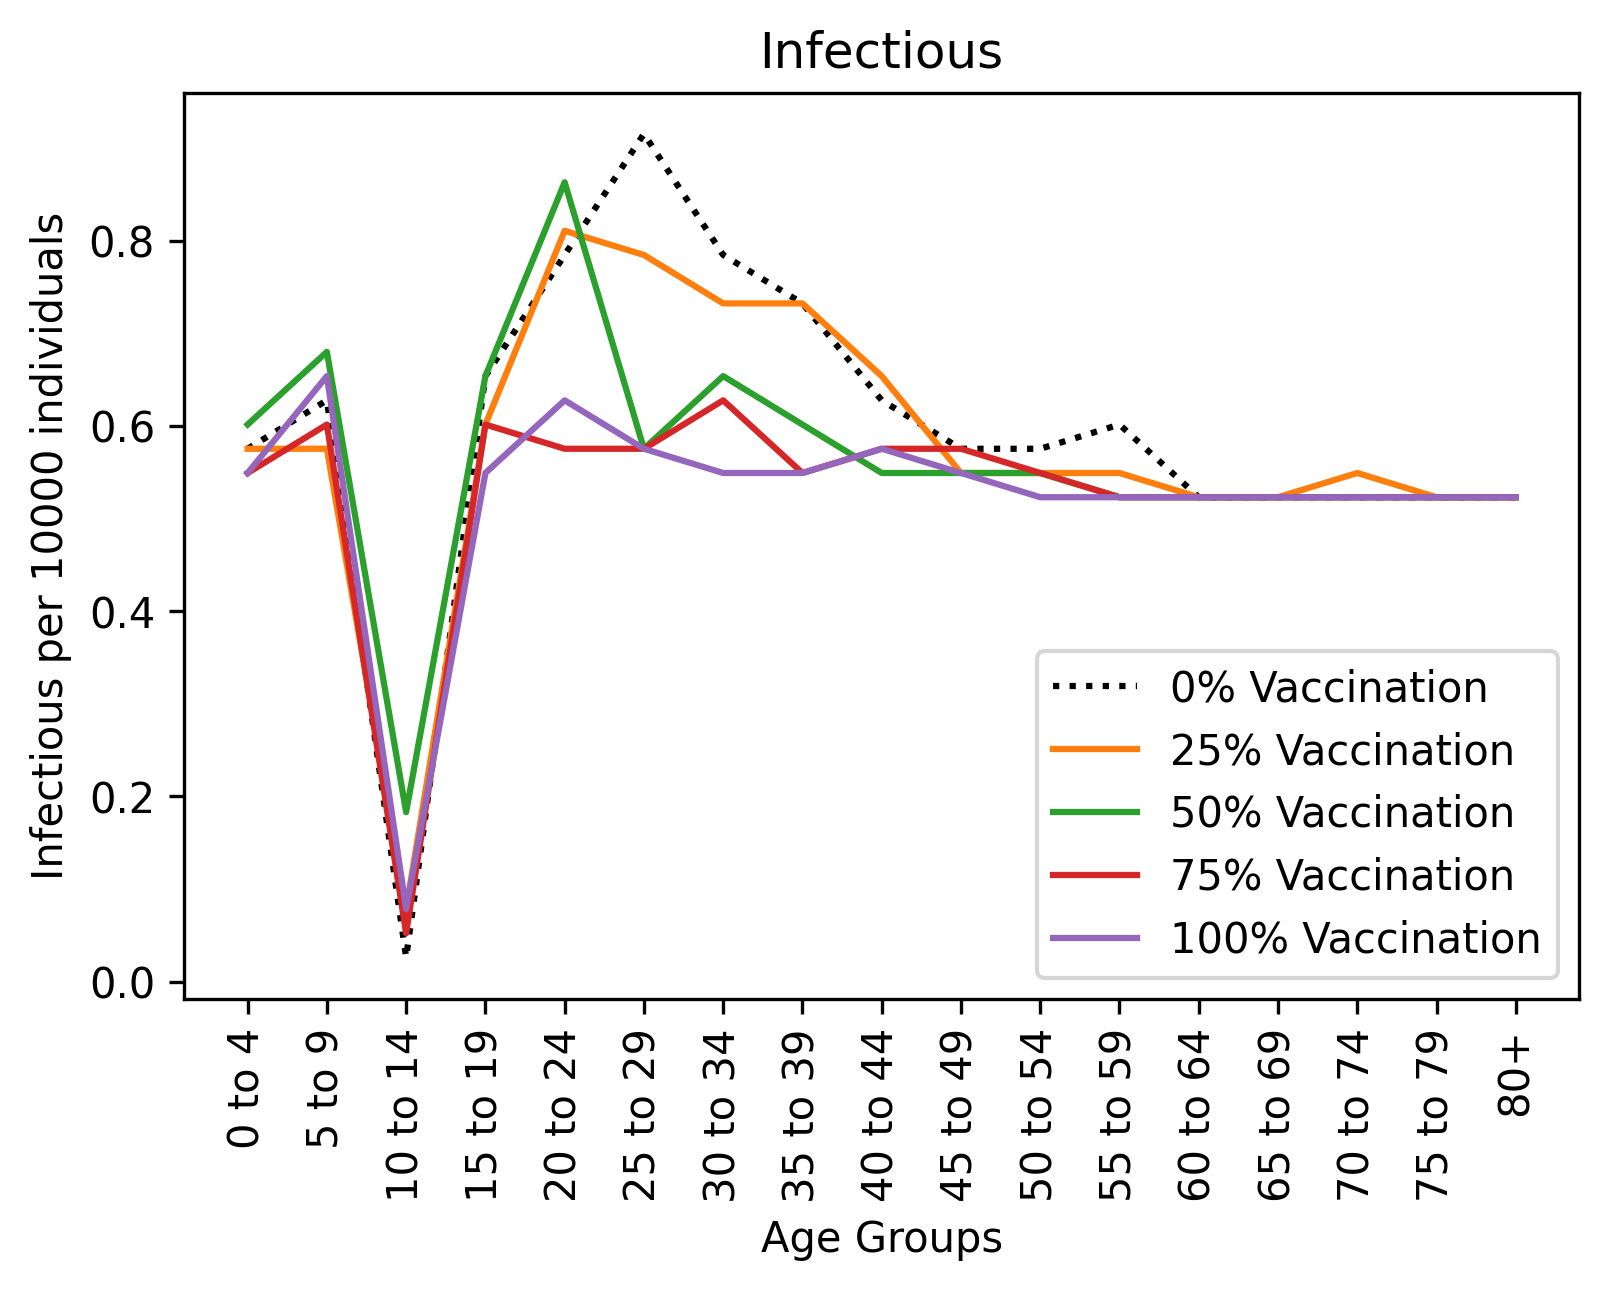 Infectious
Infectious per 10000 individuals
0.8
0.6
0.4
0.2
0.0
0% Vaccination
25% Vaccination
50% Vaccination
75% Vaccination
100% Vaccination
0 to 4
5 to 9
10 to 14
15 to 19
20 to 24
25 to 29
30 to 34
35 to 39
40 to 44
45 to 49
50 to 54
55 to 59
60 to 64
65 to 69
70 to 74
75 to 79
80+
Age Groups